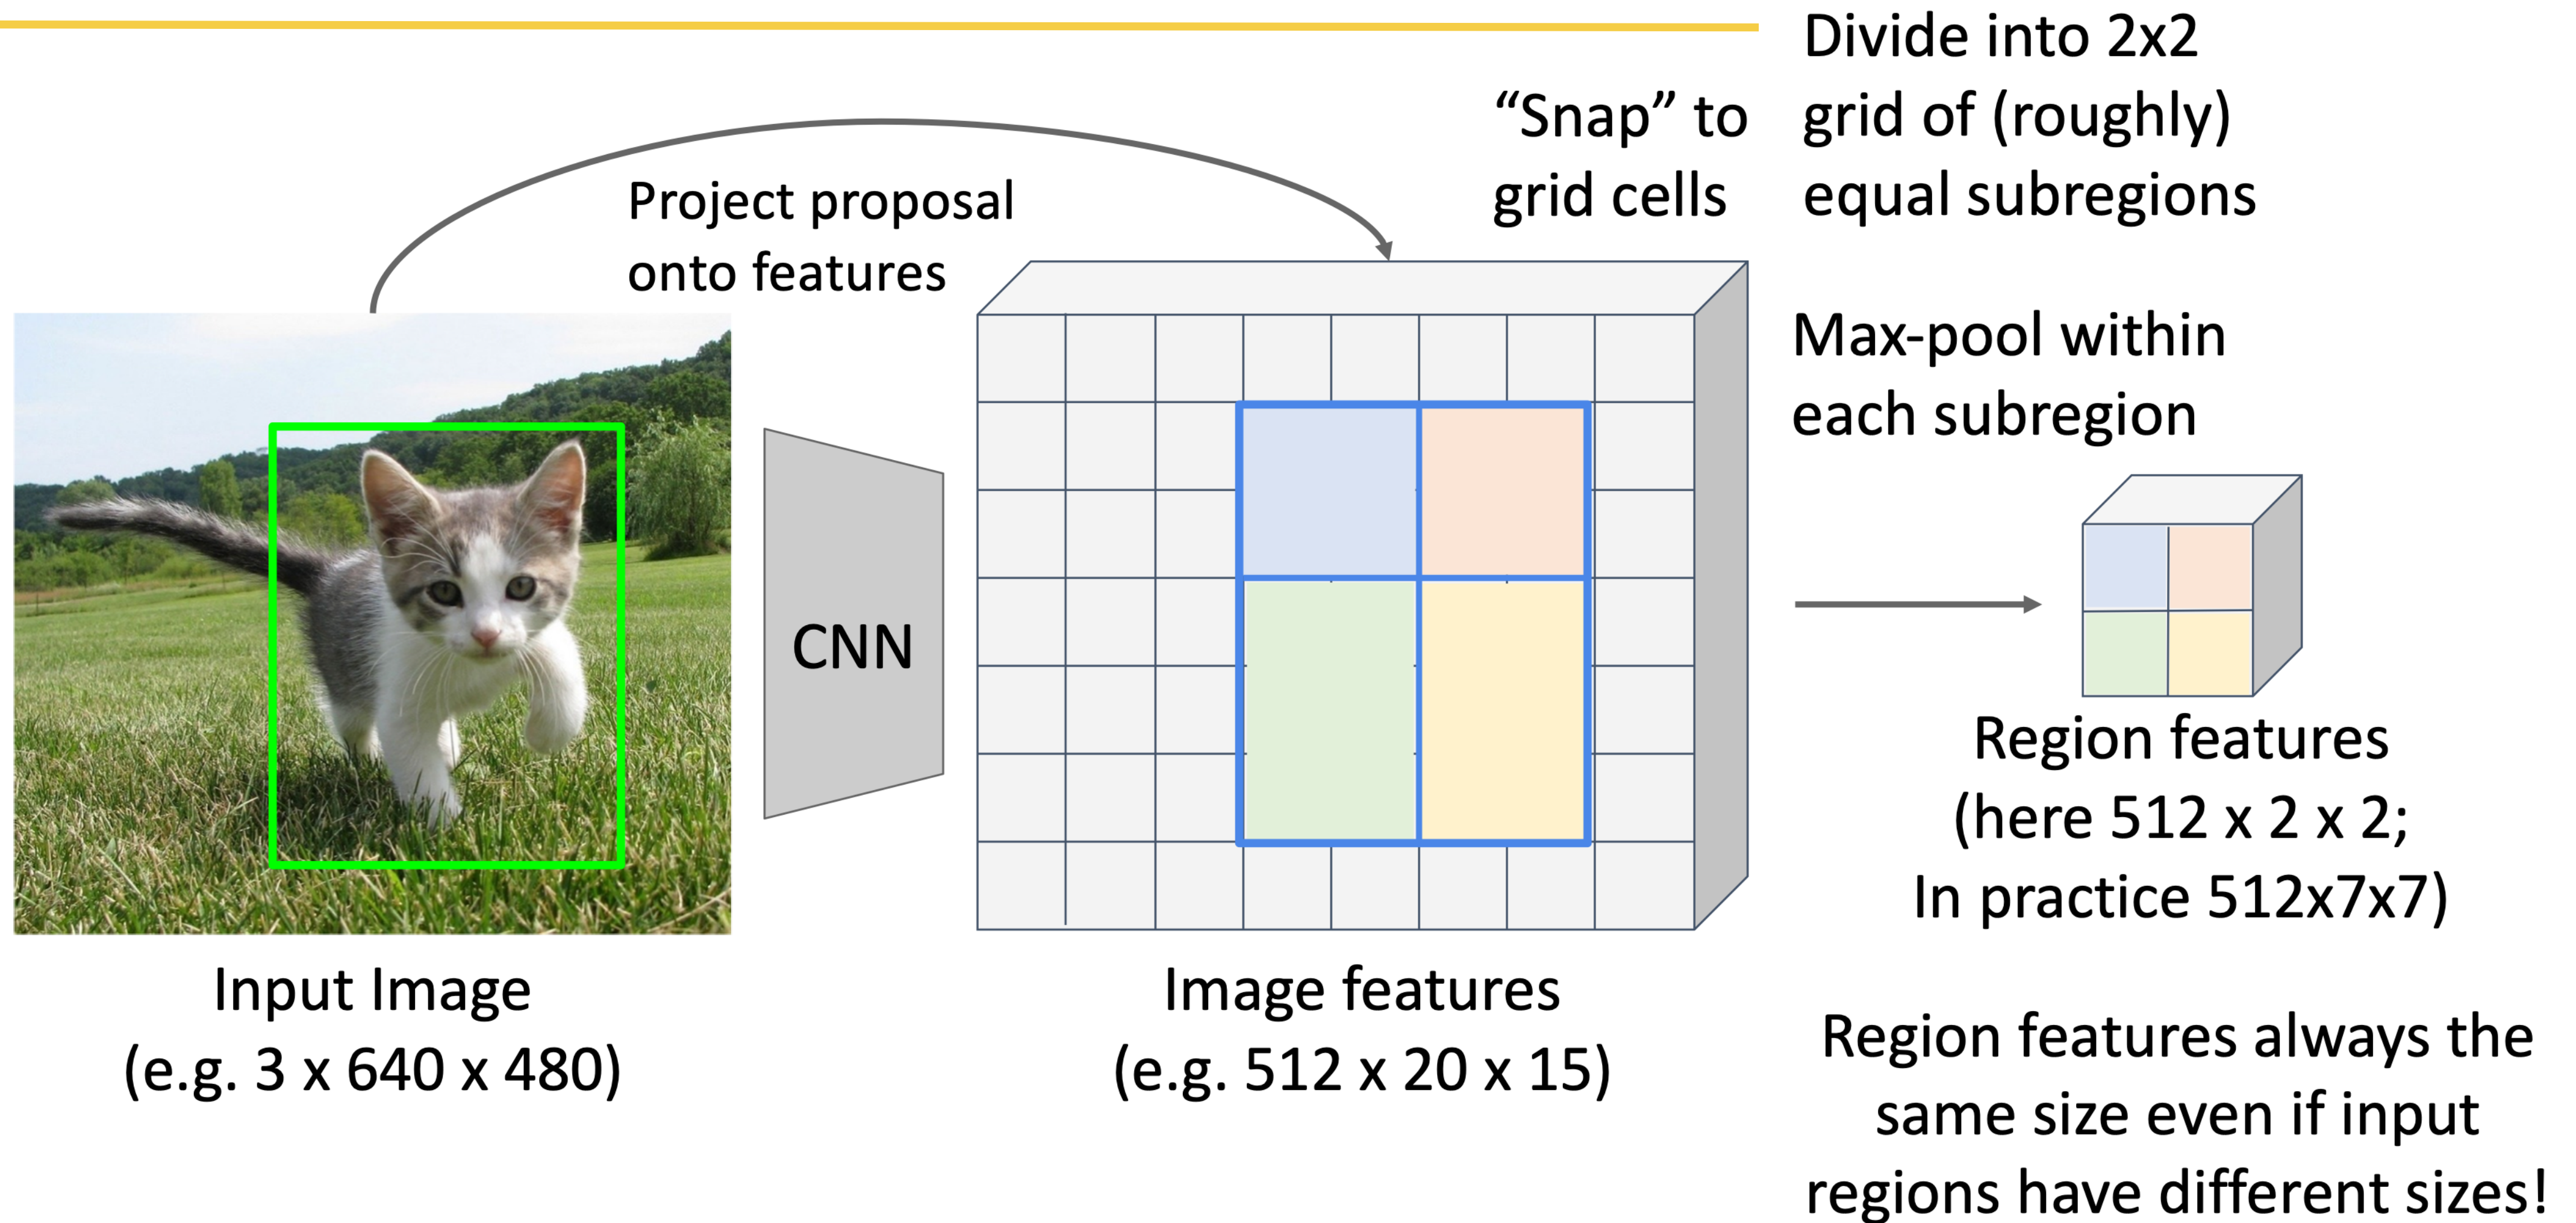 Divide into 2x2
grid of (roughly)
equal subregions
“Snap” to
grid cells
Project proposal
onto features
Max-pool within
each subregion
CNN
Region features
(here 512 x 2 x 2;
In practice 512x7x7)
Input Image
(e.g. 3 x 640 x 480)
Image features
(e.g. 512 x 20 x 15)
Region features always the
same size even if input
regions have different sizes!